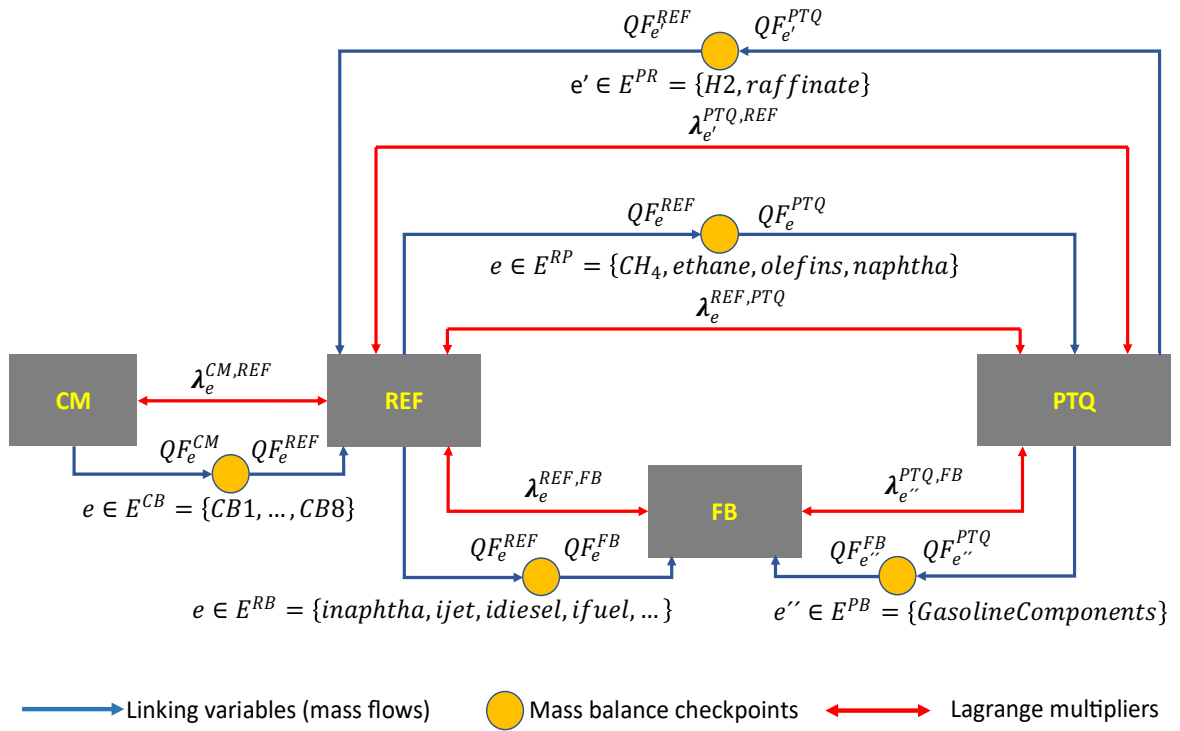 QF_{e'}^{REF} QF_{e'}^{PTQ}
e' ∈ E^{PR} = {H2, raffinate}
λ_{e'}^{PTQ,REF}
QF_e^{REF} QF_e^{PTQ}
e ∈ E^{RP} = {CH_4, ethane, olefins, naphtha}
λ_e^{REF,PTQ}
CM
λ_e^{CM,REF}
REF
PTQ
QF_e^{CM} QF_e^{REF}
e ∈ E^{CB} = {CB1, …, CB8}
λ_e^{REF,FB}
FB
λ_{e''}^{PTQ,FB}
QF_e^{REF} QF_e^{FB}
QF_{e´´}^{FB} QF_{e''}^{PTQ}
e ∈ E^{RB} = {inaphtha, ijet, idiesel, ifuel, … }
e´´ ∈ E^{PB} = {GasolineComponents}
Linking variables (mass flows)
Mass balance checkpoints
Lagrange multipliers